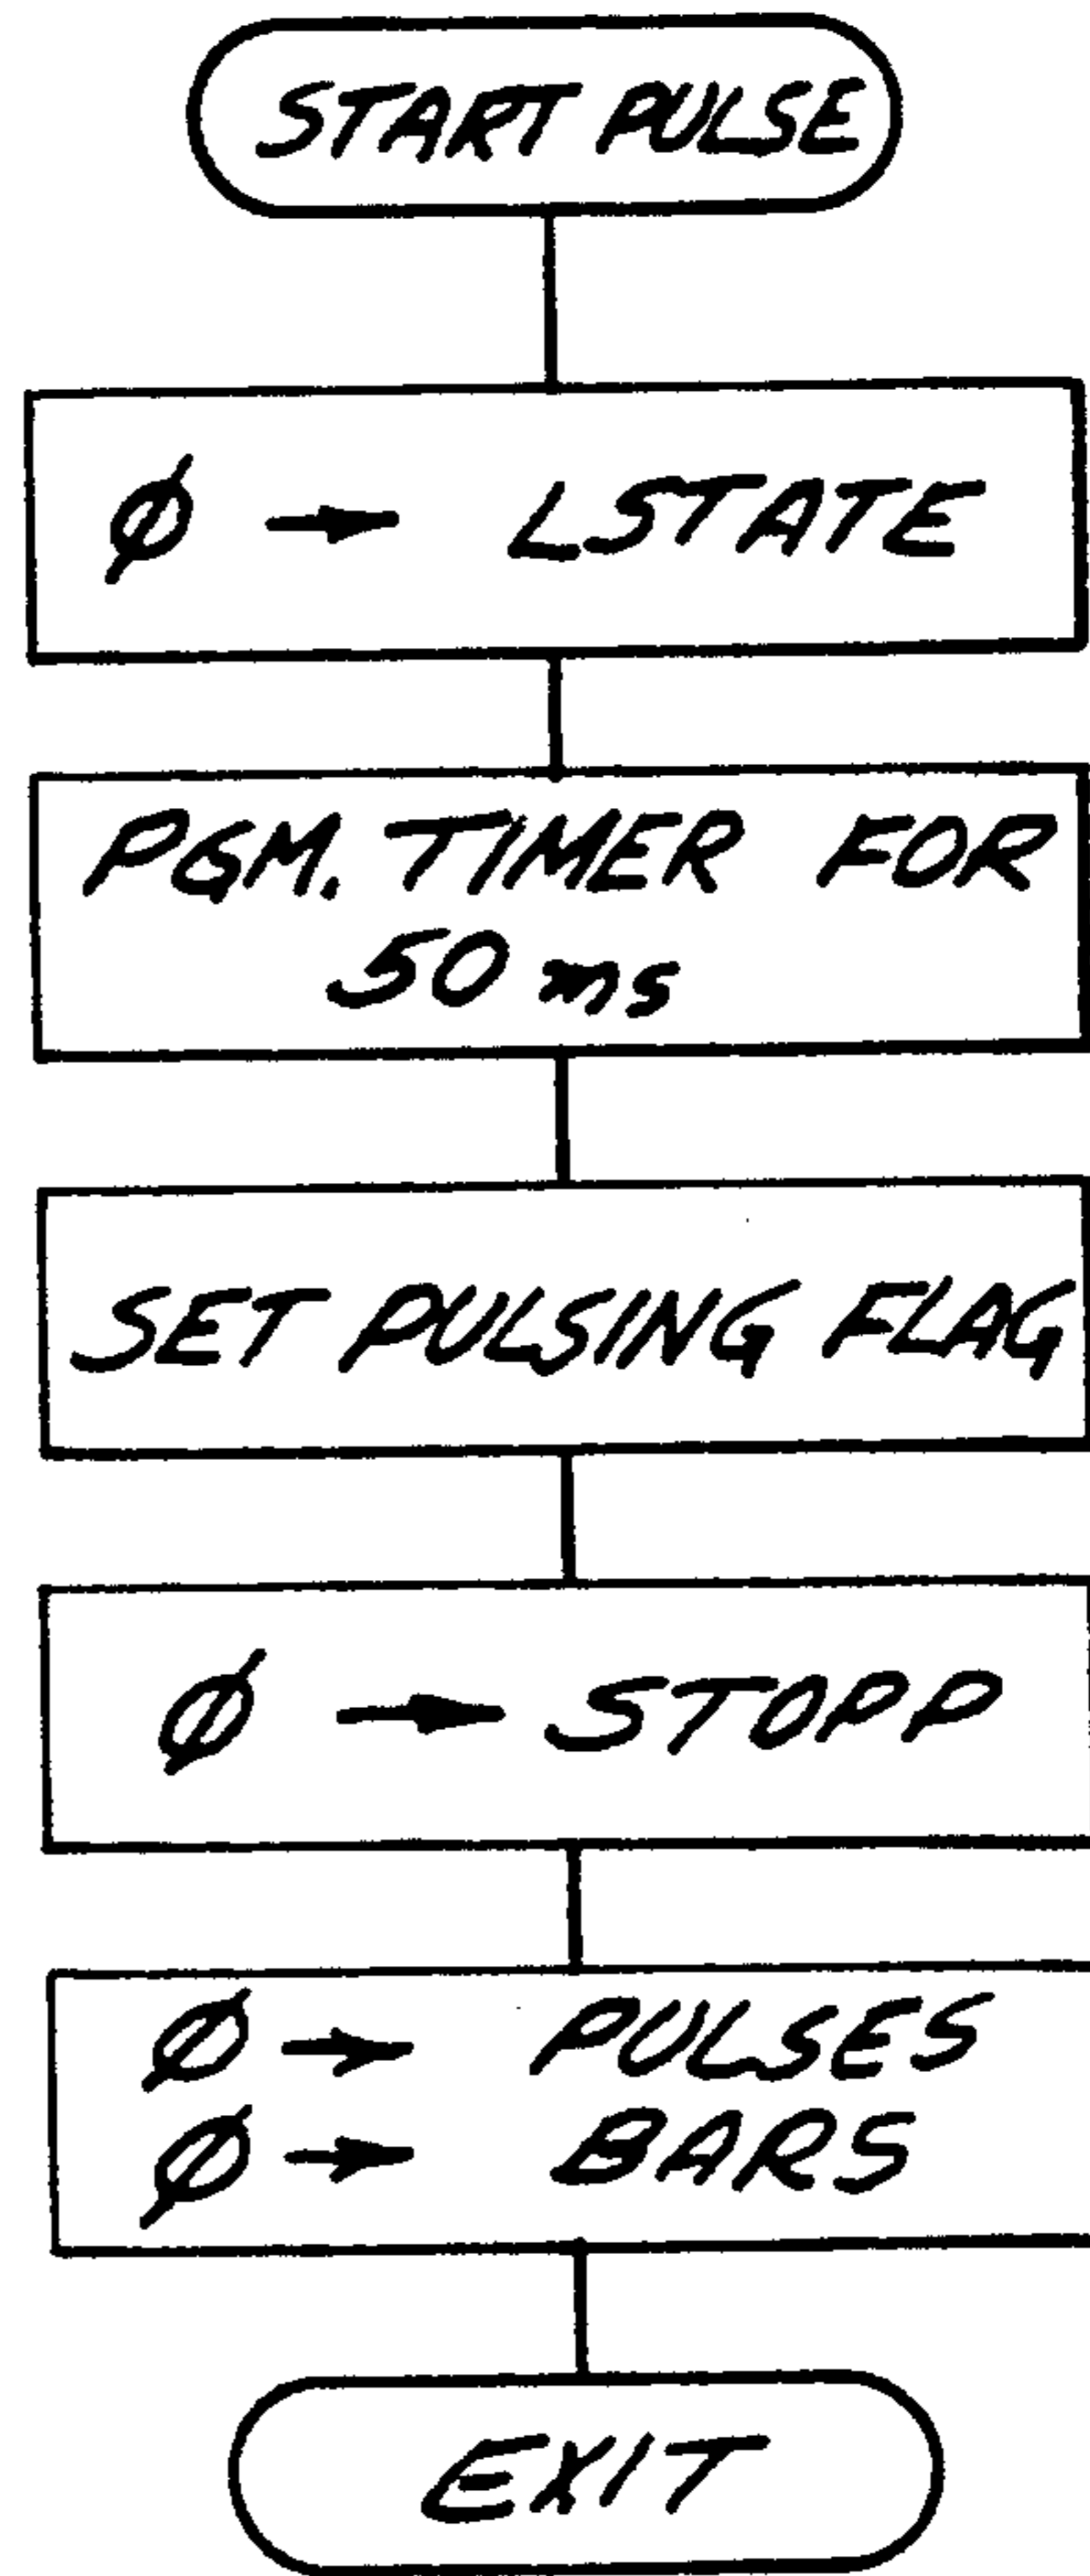 START PULSE
Ø → LSTATE
PGM. TIMER FOR
50 ms
SET PULSING FLAG
Ø → STOPP
Ø → PULSES
Ø → BARS
EXIT